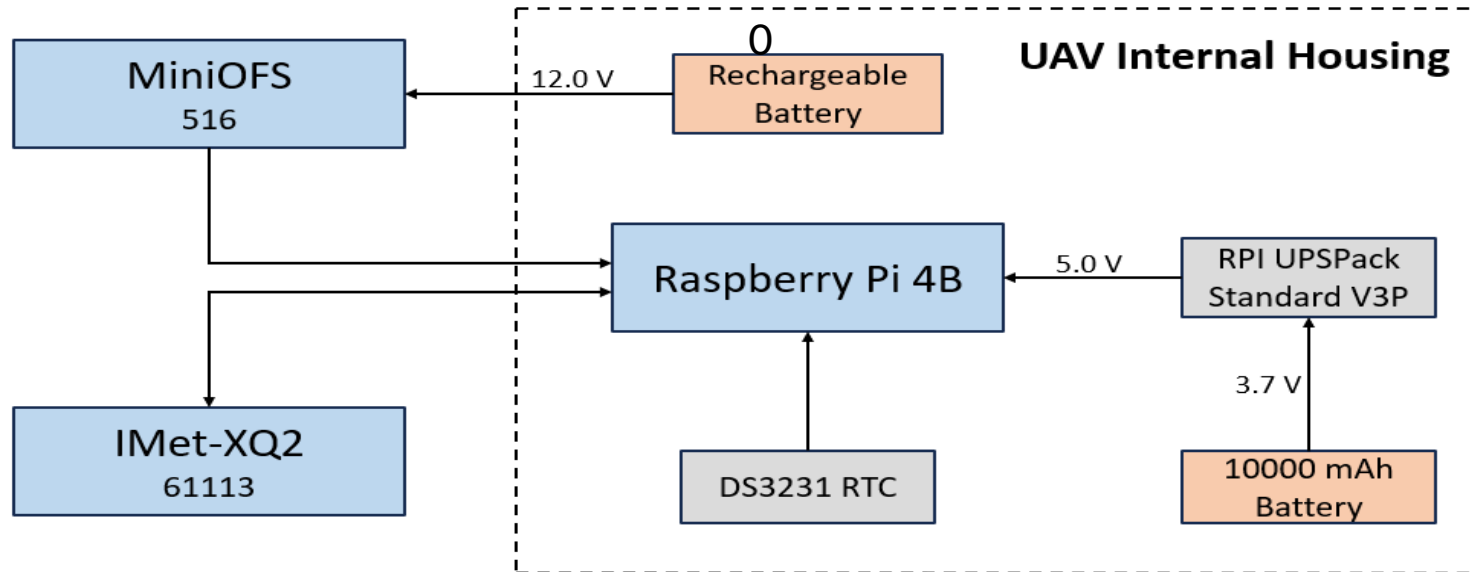 0
UAV Internal Housing
MiniOFS
516
12.0 V
Rechargeable
Battery
Raspberry Pi 4B
5.0 V
RPI UPSPack
Standard V3P
3.7 V
IMet-XQ2
61113
DS3231 RTC
10000 mAh
Battery